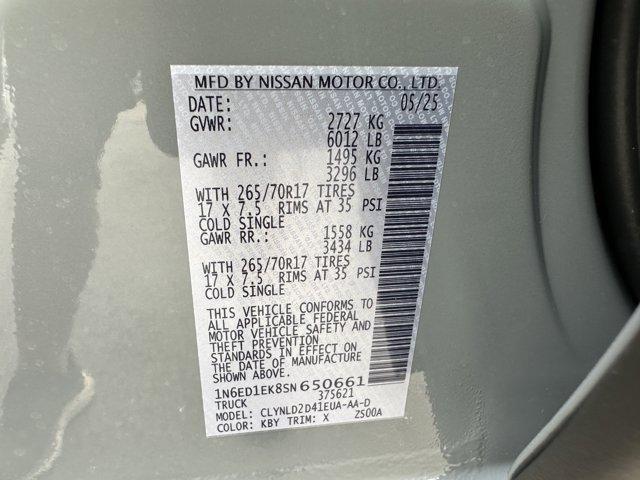 MFD BY NISSAN MOTOR CO., LTD.
DATE: 05/25
GVWR: 2727 KG
6012 LB
GAWR FR.: 1495 KG
3296 LB
WITH 265/70R17 TIRES
17 X 7.5 RIMS AT 35 PSI
COLD SINGLE
GAWR RR.: 1558 KG
3434 LB
WITH 265/70R17 TIRES
17 X 7.5 RIMS AT 35 PSI
COLD SINGLE
THIS VEHICLE CONFORMS TO
ALL APPLICABLE FEDERAL
MOTOR VEHICLE SAFETY AND
THEFT PREVENTION
STANDARDS IN EFFECT ON
THE DATE OF MANUFACTURE
SHOWN ABOVE.
1N6ED1EK8SN650661
TRUCK 375621
MODEL: CLYNLD2D41EUA-AA-D
COLOR: KBY TRIM: X ZS00A